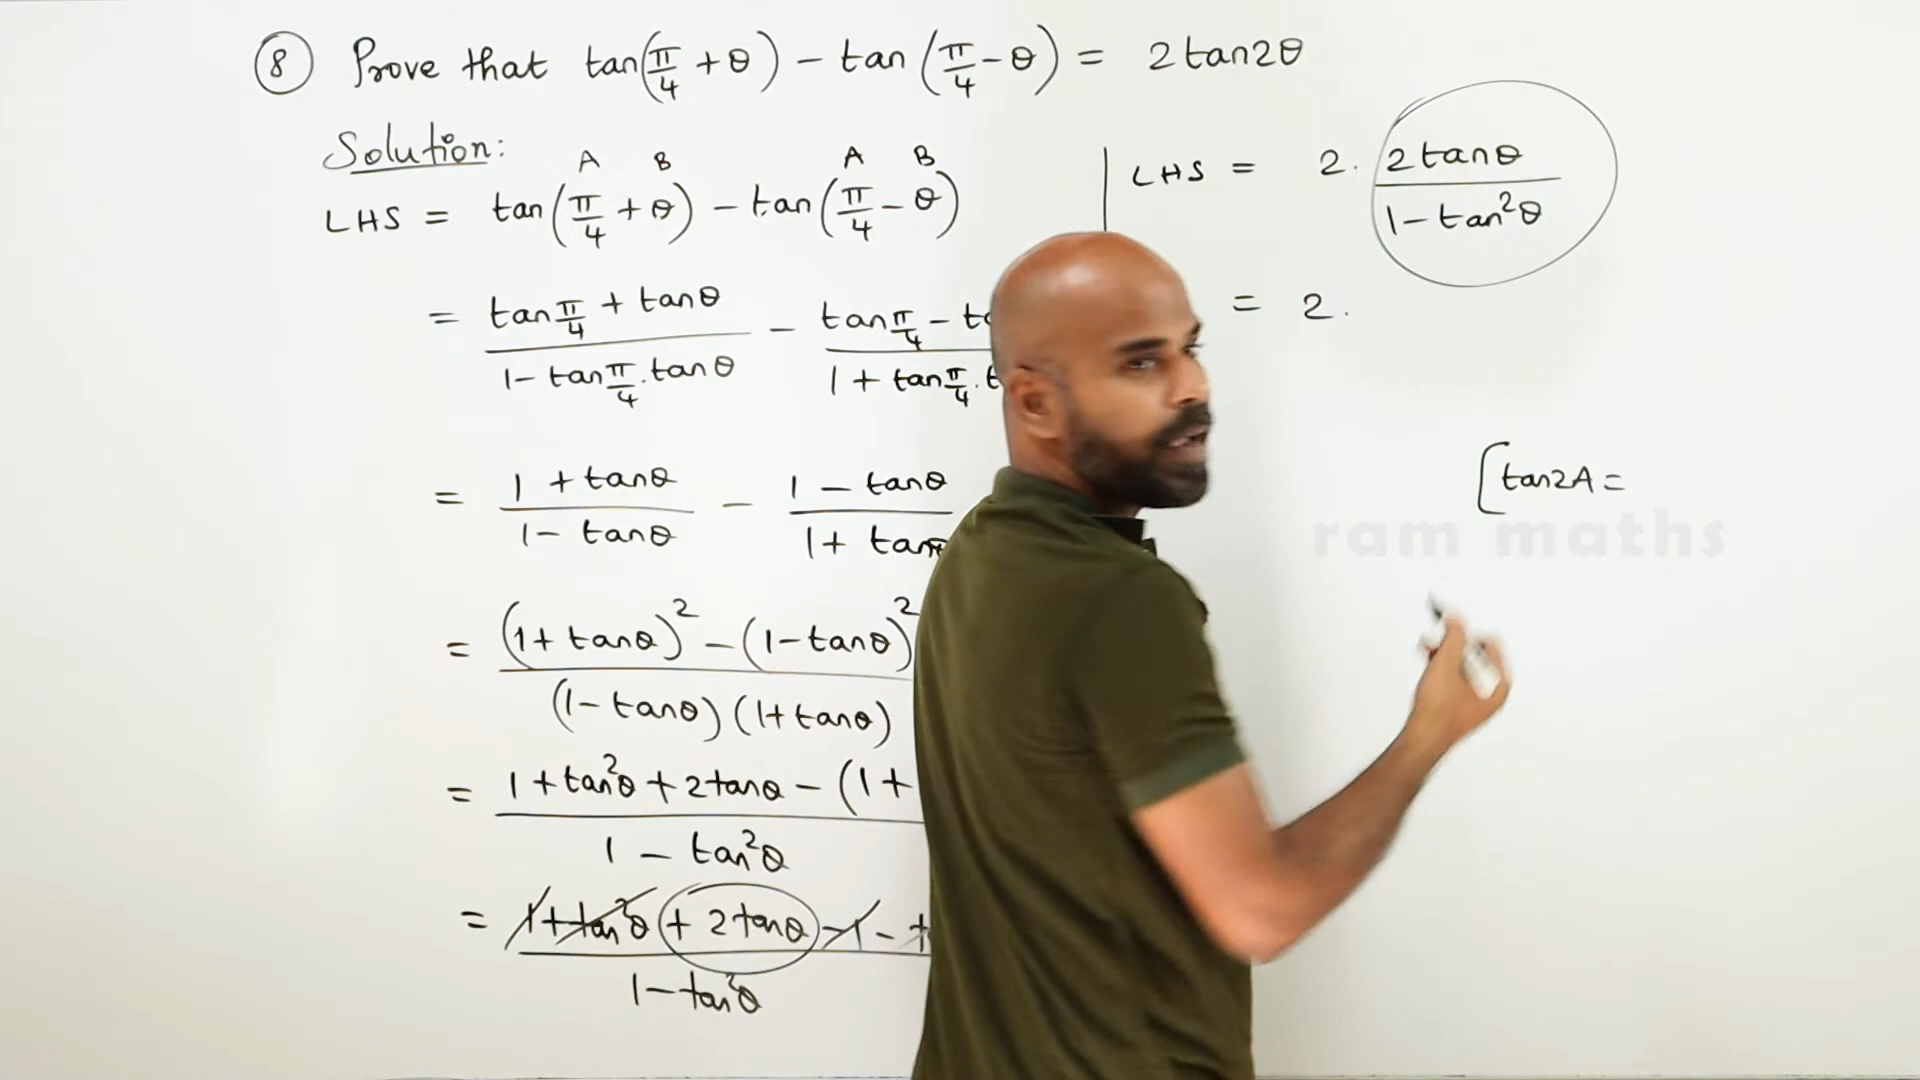 ⑧ Prove that tan(π/4 + θ) − tan(π/4 − θ) = 2tan2θ
Solution:
A B A B
LHS = tan(π/4 + θ) − tan(π/4 − θ)
= (tan π/4 + tanθ)/(1 − tan π/4 . tanθ) − (tan π/4 − t)/(1 + tan π/4 . t
= (1 + tanθ)/(1 − tanθ) − (1 − tanθ)/(1 + tan
= ((1 + tanθ)² − (1 − tanθ)²)/((1 − tanθ)(1 + tanθ))
= (1 + tan²θ + 2tanθ − (1 +)/(1 − tan²θ)
= (1 + tan²θ + 2tanθ − 1 − t)/(1 − tan²θ)
LHS = 2. 2tanθ/(1 − tan²θ)
= 2.
[tan2A =
ram maths